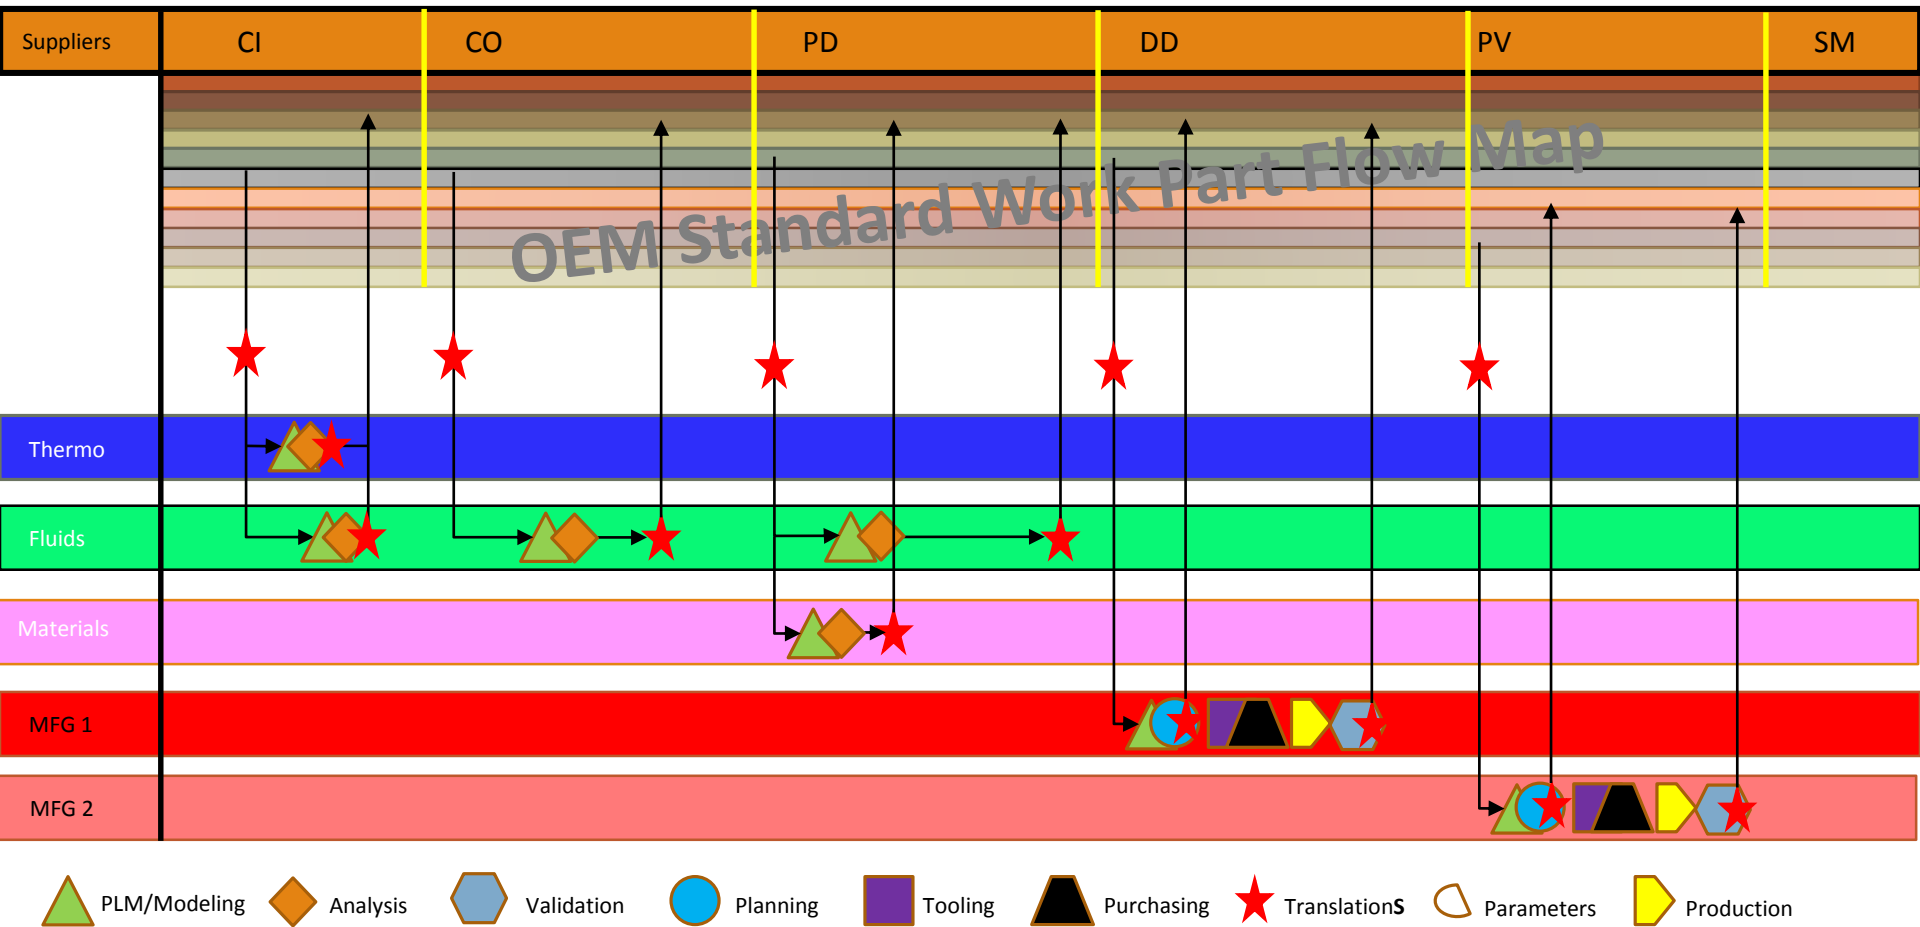 Suppliers CI CO PD DD PV SM
OEM Standard Work Part Flow Map
Thermo
Fluids
Materials
MFG 1
MFG 2
PLM/Modeling Analysis Validation Planning Tooling Purchasing TranslationS Parameters Production